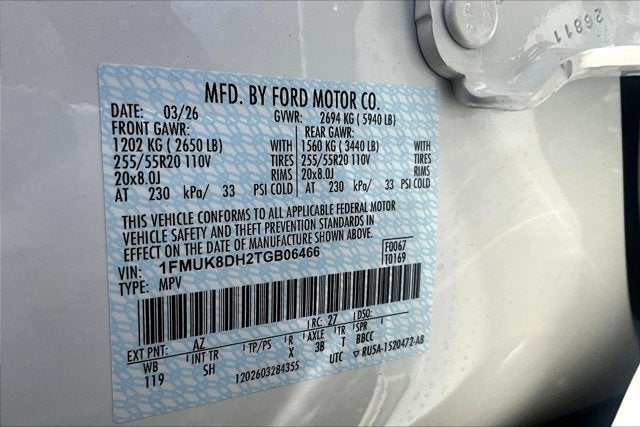 26811
MFD. BY FORD MOTOR CO.
DATE: 03/26 GVWR: 2694 KG ( 5940 LB)
FRONT GAWR: REAR GAWR:
1202 KG ( 2650 LB) WITH 1560 KG ( 3440 LB) WITH
255/55R20 110V TIRES 255/55R20 110V TIRES
20x8.0J RIMS 20x8.0J RIMS
AT 230 kPa/ 33 PSI COLD AT 230 kPa/ 33 PSI COLD
THIS VEHICLE CONFORMS TO ALL APPLICABLE FEDERAL MOTOR
VEHICLE SAFETY AND THEFT PREVENTION STANDARDS IN
EFFECT ON THE DATE OF MANUFACTURE SHOWN ABOVE.
VIN: 1FMUK8DH2TGB06466 F0067
TYPE: MPV T0169
EXT PNT: AZ RC: 27 DSO:
WB INT TR TP/PS R AXLE TR SPR
119 SH X 3B T BBCC
1202603284355 UTC ▽ RU5A-1520472-AB